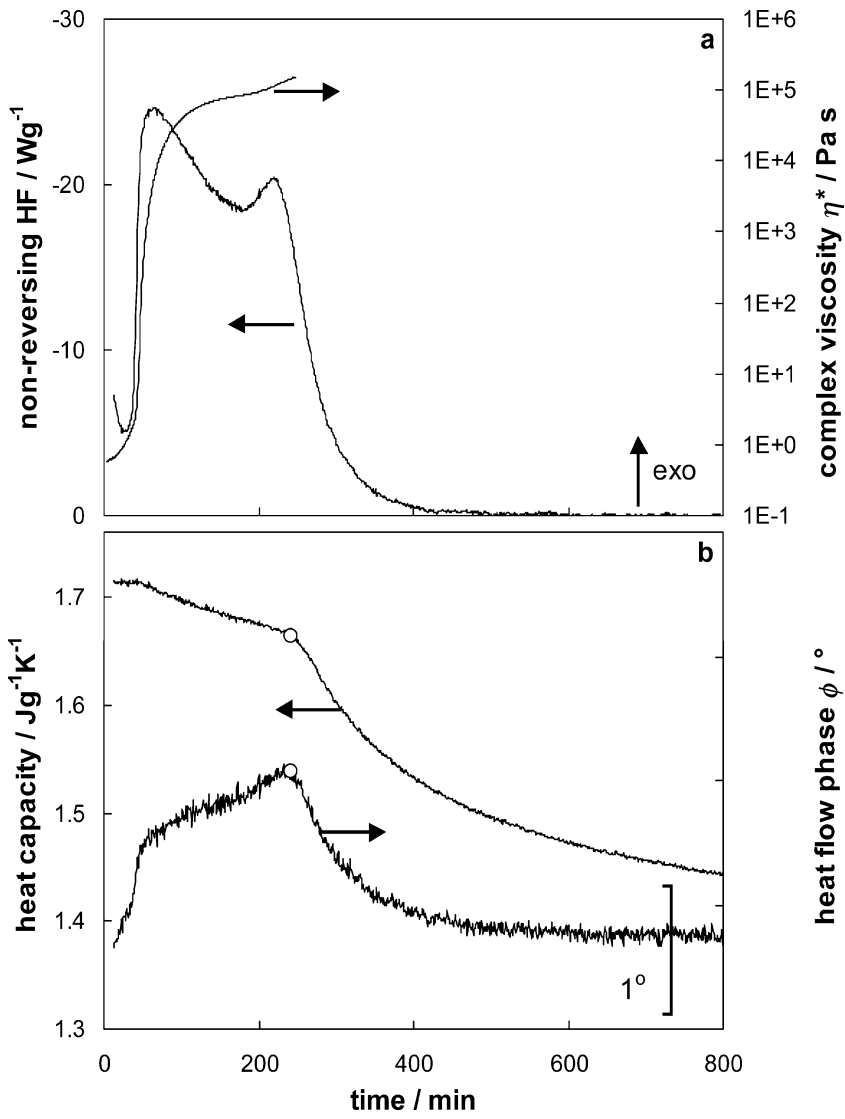 -30
-20
-10
0
non-reversing HF / Wg⁻¹
a
1E+6
1E+5
1E+4
1E+3
1E+2
1E+1
1E+0
1E-1
complex viscosity η* / Pa s
exo
b
1.7
1.6
1.5
1.4
1.3
heat capacity / Jg⁻¹K⁻¹
heat flow phase ϕ / °
1°
0 200 400 600 800
time / min